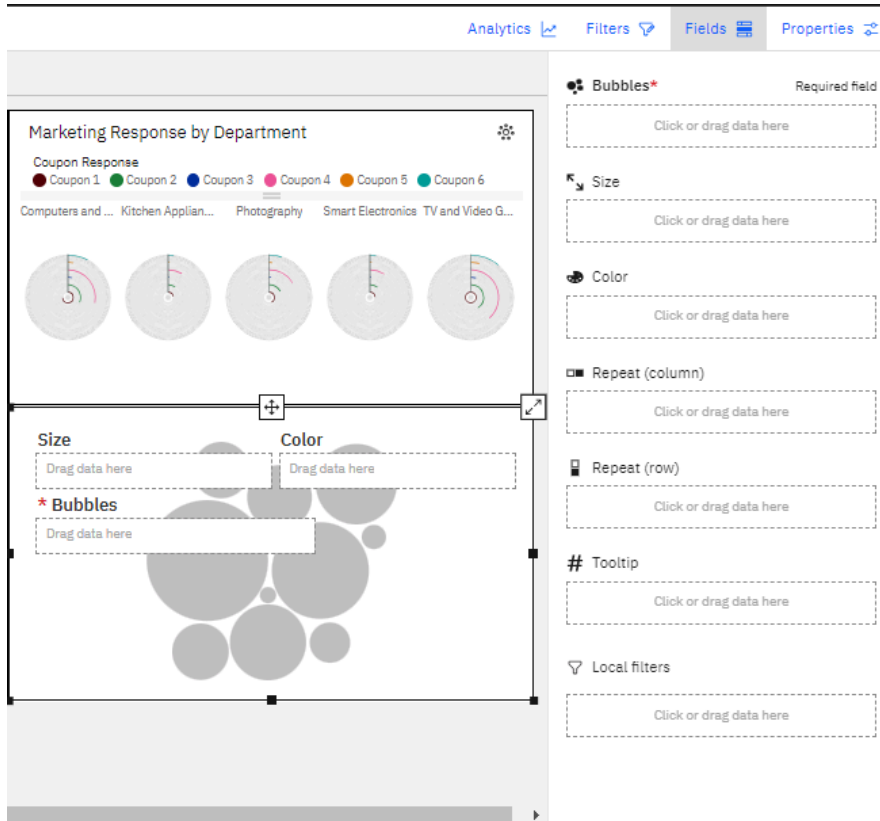 Analytics Filters Fields Properties
Marketing Response by Department
Coupon Response
Coupon 1 Coupon 2 Coupon 3 Coupon 4 Coupon 5 Coupon 6
Computers and ... Kitchen Applian... Photography Smart Electronics TV and Video G...
Size Color
Drag data here Drag data here
* Bubbles
Drag data here
Bubbles* Required field
Click or drag data here
Size
Click or drag data here
Color
Click or drag data here
Repeat (column)
Click or drag data here
Repeat (row)
Click or drag data here
# Tooltip
Click or drag data here
Local filters
Click or drag data here